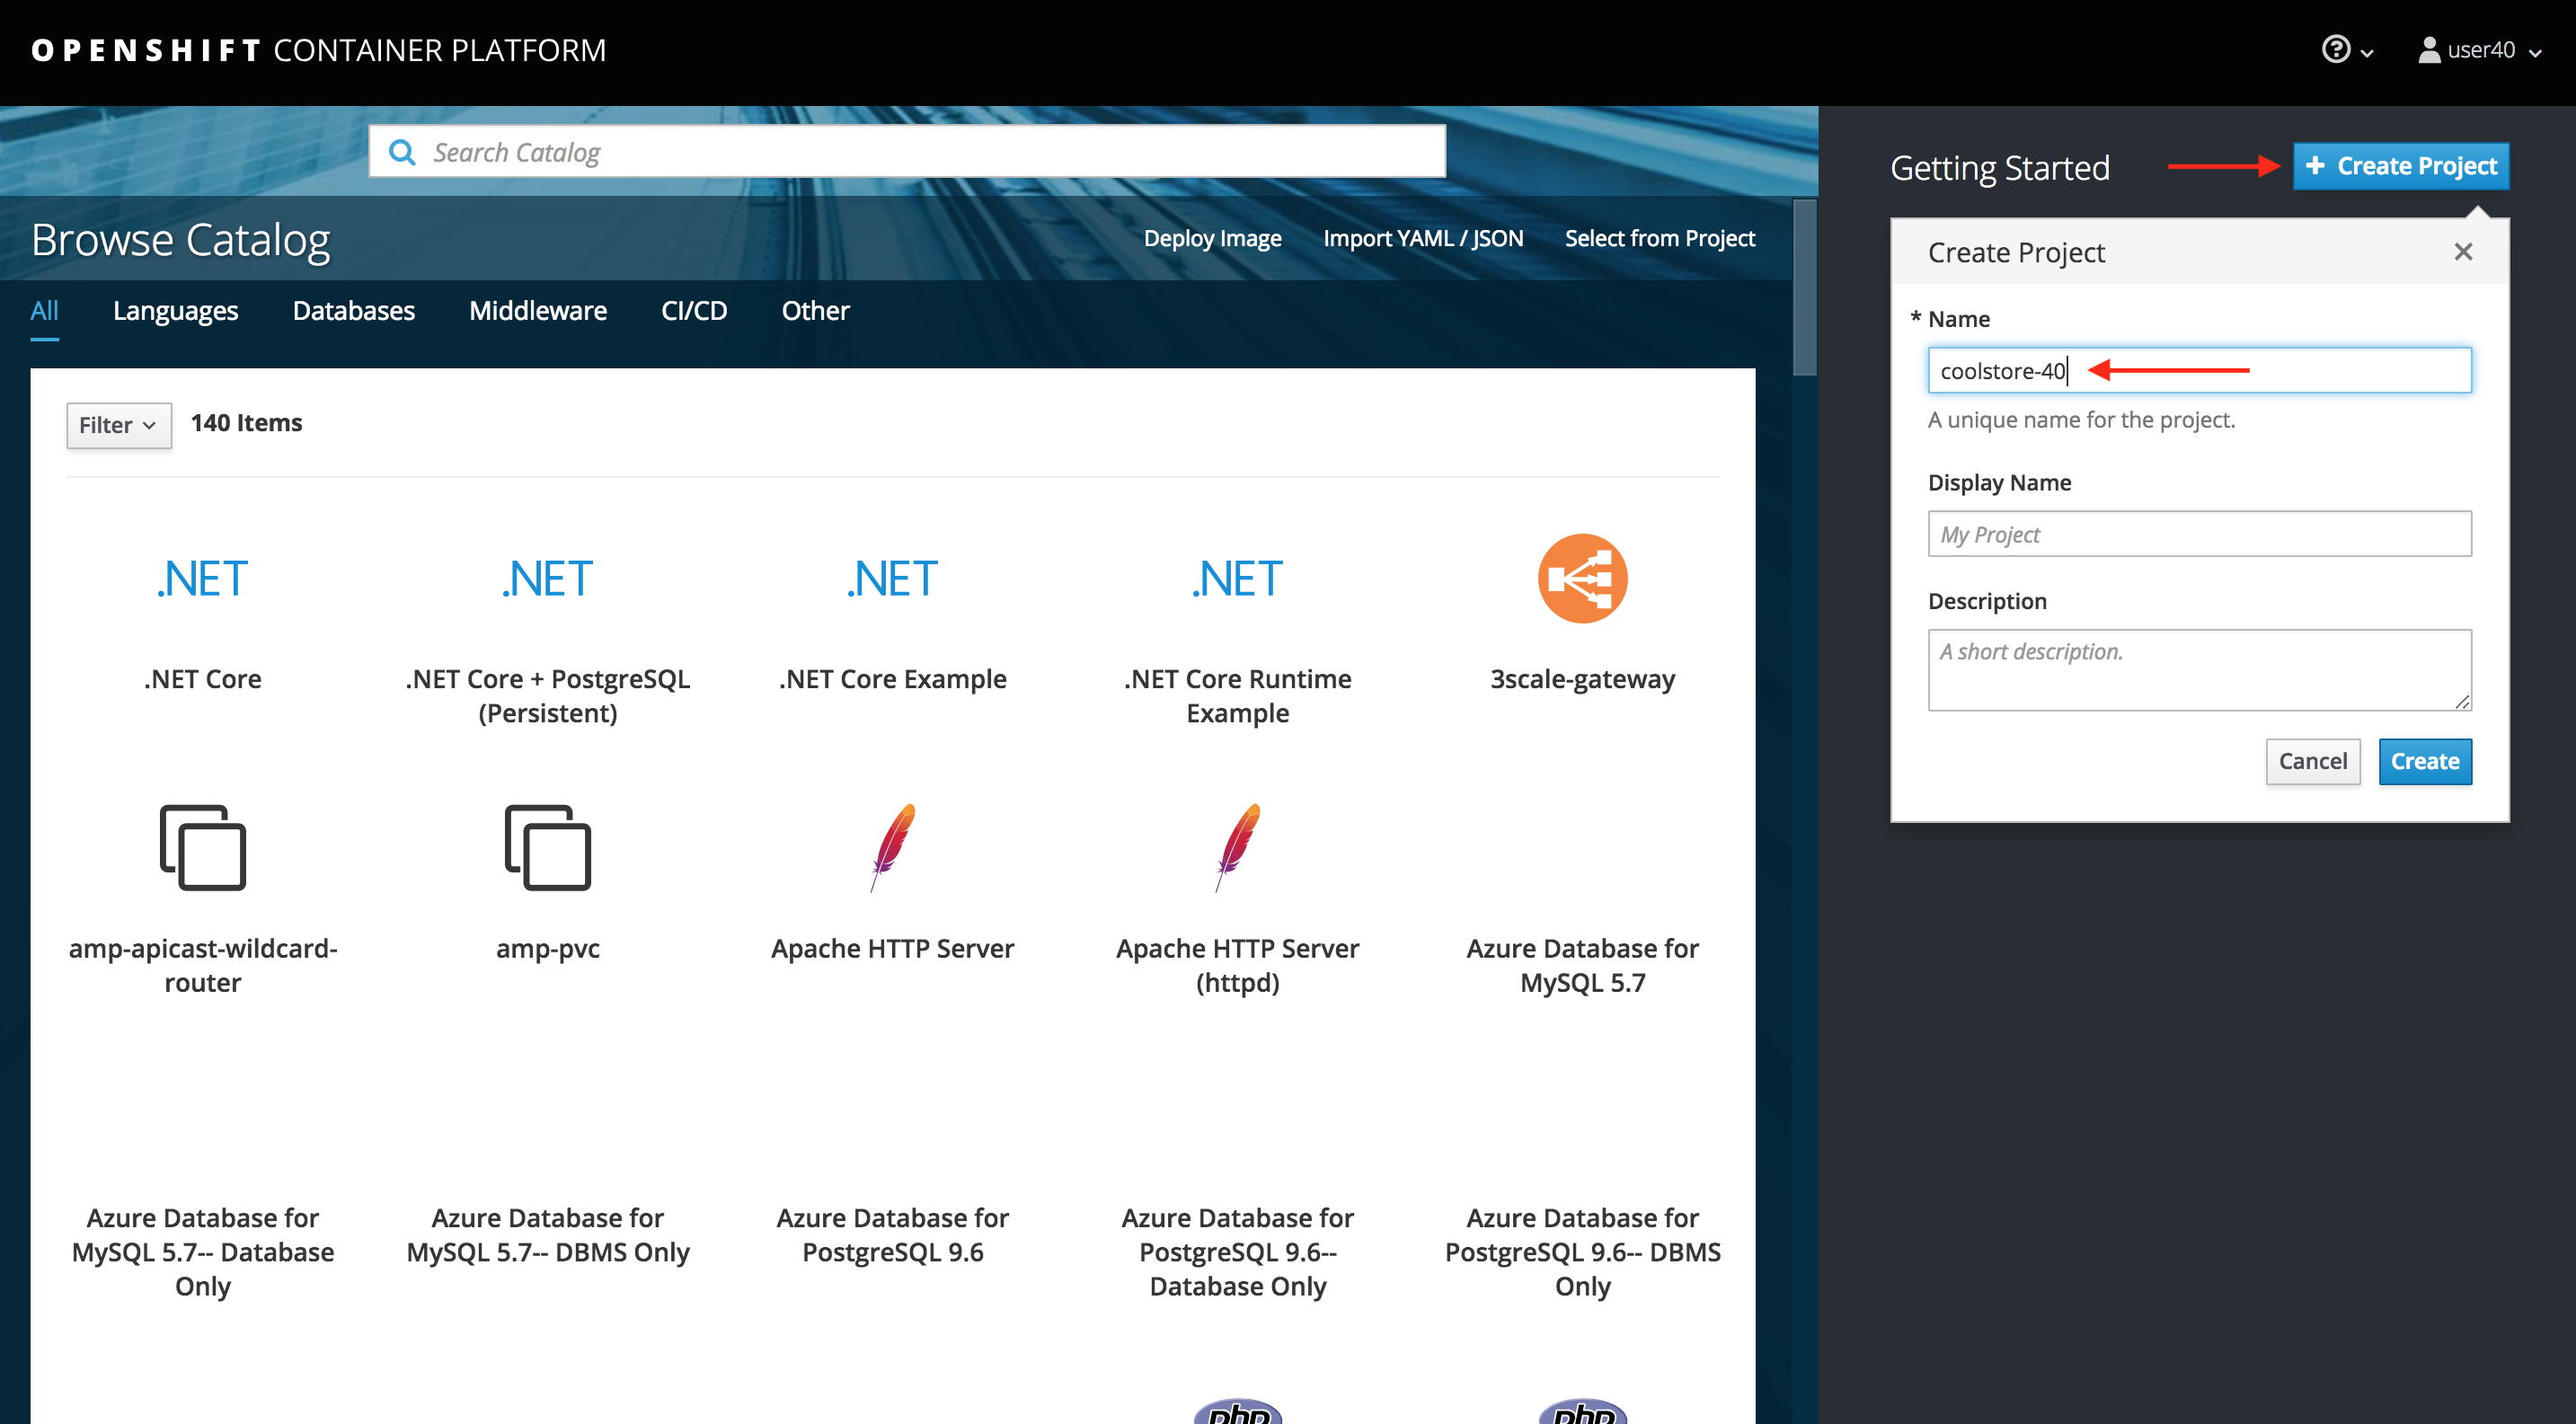 OPENSHIFT CONTAINER PLATFORM
user40
Search Catalog
Getting Started
Create Project
Browse Catalog
Deploy Image
Import YAML / JSON
Select from Project
Create Project
All
Languages
Databases
Middleware
CI/CD
Other
* Name
coolstore-40
A unique name for the project.
Display Name
My Project
Description
A short description.
Cancel
Create
Filter
140 Items
.NET
.NET
.NET
.NET
.NET Core
.NET Core + PostgreSQL
(Persistent)
.NET Core Example
.NET Core Runtime
Example
3scale-gateway
amp-apicast-wildcard-
router
amp-pvc
Apache HTTP Server
Apache HTTP Server
(httpd)
Azure Database for
MySQL 5.7
Azure Database for
MySQL 5.7-- Database
Only
Azure Database for
MySQL 5.7-- DBMS Only
Azure Database for
PostgreSQL 9.6
Azure Database for
PostgreSQL 9.6--
Database Only
Azure Database for
PostgreSQL 9.6-- DBMS
Only
php
php